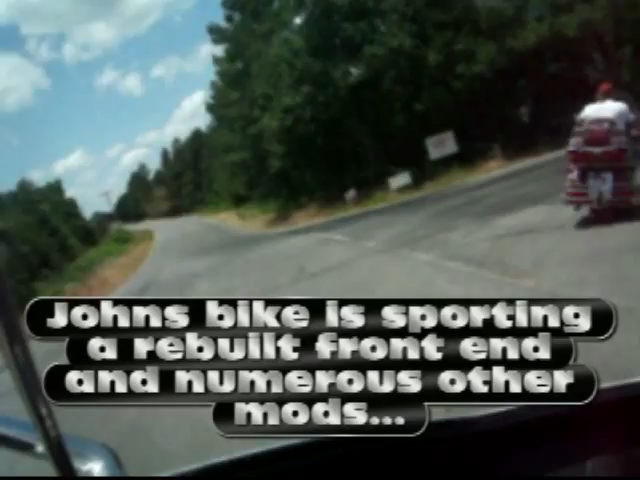 Johns bike is sporting
a rebuilt front end
and numerous other
mods...